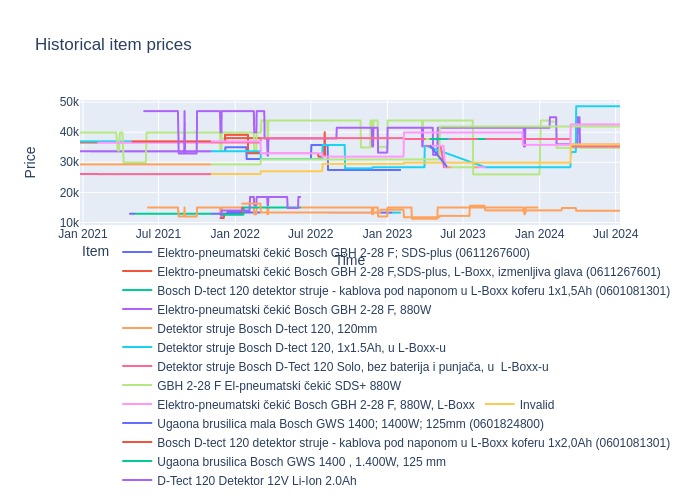 Historical item prices
50k
40k
30k
20k
10k
Price
Jan 2021 Jul 2021 Jan 2022 Jul 2022 Jan 2023 Jul 2023 Jan 2024 Jul 2024
Time
Item
Elektro-pneumatski čekić Bosch GBH 2-28 F; SDS-plus (0611267600)
Elektro-pneumatski čekić Bosch GBH 2-28 F,SDS-plus, L-Boxx, izmenljiva glava (0611267601)
Bosch D-tect 120 detektor struje - kablova pod naponom u L-Boxx koferu 1x1,5Ah (0601081301)
Elektro-pneumatski čekić Bosch GBH 2-28 F, 880W
Detektor struje Bosch D-tect 120, 120mm
Detektor struje Bosch D-tect 120, 1x1.5Ah, u L-Boxx-u
Detektor struje Bosch D-Tect 120 Solo, bez baterija i punjača, u L-Boxx-u
GBH 2-28 F El-pneumatski čekić SDS+ 880W
Elektro-pneumatski čekić Bosch GBH 2-28 F, 880W, L-Boxx Invalid
Ugaona brusilica mala Bosch GWS 1400; 1400W; 125mm (0601824800)
Bosch D-tect 120 detektor struje - kablova pod naponom u L-Boxx koferu 1x2,0Ah (0601081301)
Ugaona brusilica Bosch GWS 1400 , 1.400W, 125 mm
D-Tect 120 Detektor 12V Li-Ion 2.0Ah